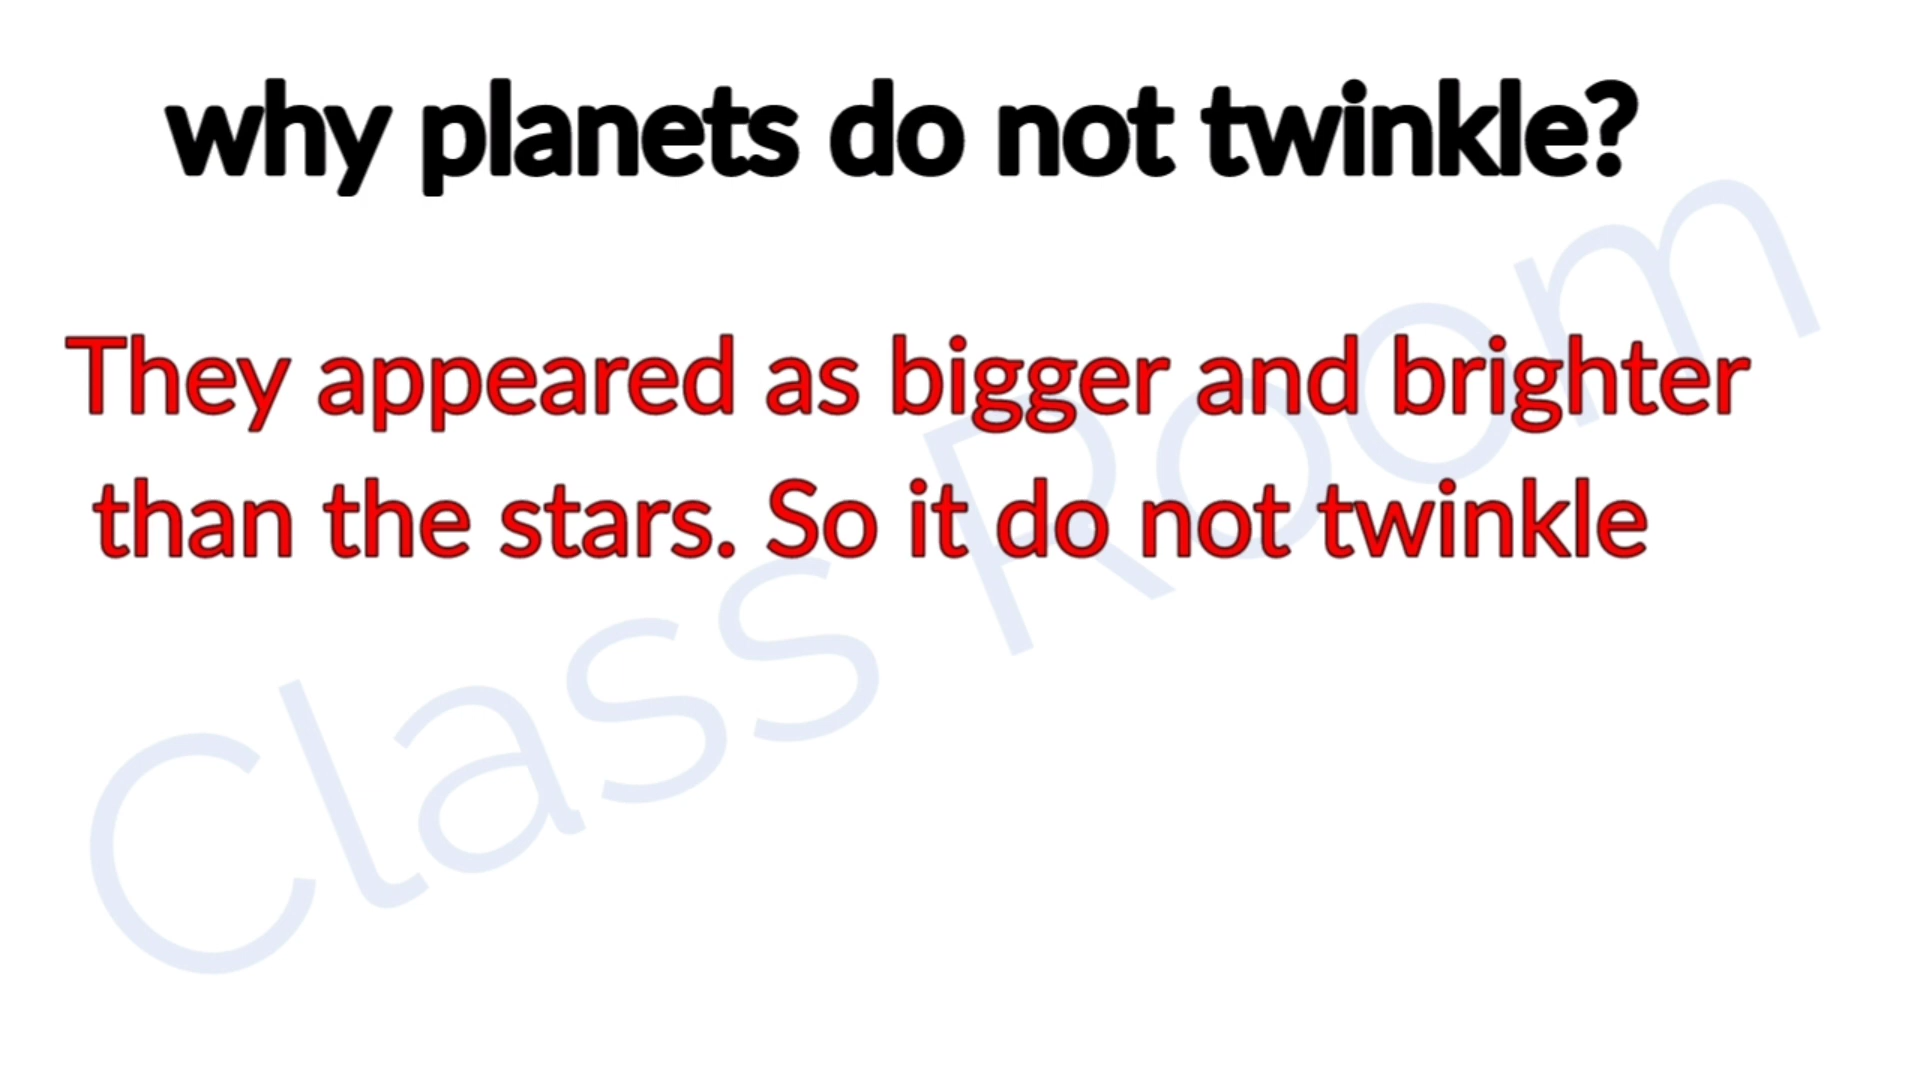 why planets do not twinkle?
They appeared as bigger and brighter
than the stars. So it do not twinkle
Class Room